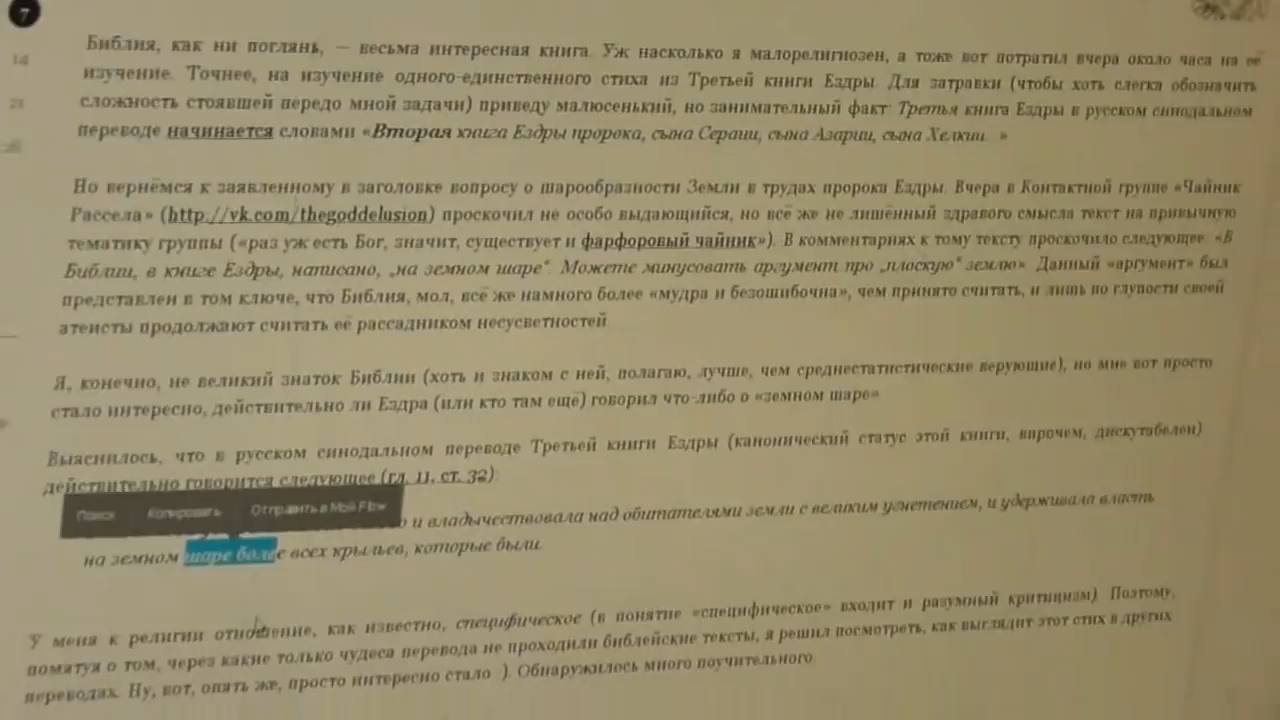 7
14
21
28
Библия, как ни поглянь, — весьма интересная книга. Уж насколько я малорелигиозен, а тоже вот потратил вчера около часа на её
изучение. Точнее, на изучение одного-единственного стиха из Третьей книги Ездры. Для затравки (чтобы хоть слегка обозначить
сложность стоявшей передо мной задачи) приведу малюсенький, но занимательный факт: Третья книга Ездры в русском синодальном
переводе начинается словами «Вторая книга Ездры пророка, сына Сераии, сына Азарии, сына Хелкии...»
Но вернёмся к заявленному в заголовке вопросу о шарообразности Земли в трудах пророка Ездры. Вчера в Контактной группе «Чайник
Рассела» (http://vk.com/thegoddelusion) проскочил не особо выдающийся, но всё же не лишённый здравого смысла текст на привычную
тематику группы («раз уж есть Бог, значит, существует и фарфоровый чайник»). В комментариях к тому тексту проскочило следующее: «В
Библии, в книге Ездры, написано, „на земном шаре“. Можете минусовать аргумент про „плоскую“ землю». Данный «аргумент» был
представлен в том ключе, что Библия, мол, всё же намного более «мудра и безошибочна», чем принято считать, и лишь по глупости своей
атеисты продолжают считать её рассадником несусветностей.
Я, конечно, не великий знаток Библии (хоть и знаком с ней, полагаю, лучше, чем среднестатистические верующие), но мне вот просто
стало интересно, действительно ли Ездра (или кто там ещё) говорил что-либо о «земном шаре».
Выяснилось, что в русском синодальном переводе Третьей книги Ездры (канонический статус этой книги, впрочем, дискутабелен)
действительно говорится следующее (гл. 11, ст. 32):
Поиск Копировать Отправить в Мой Flow
и владычествовала над обитателями земли с великим угнетением, и удерживала власть
на земном шаре более всех крыльев, которые были.
У меня к религии отношение, как известно, специфическое (в понятие «специфическое» входит и разумный критицизм). Поэтому,
помятуя о том, через какие только чудеса перевода не проходили библейские тексты, я решил посмотреть, как выглядит этот стих в других
переводах. Ну, вот, опять же, просто интересно стало :). Обнаружилось много поучительного.